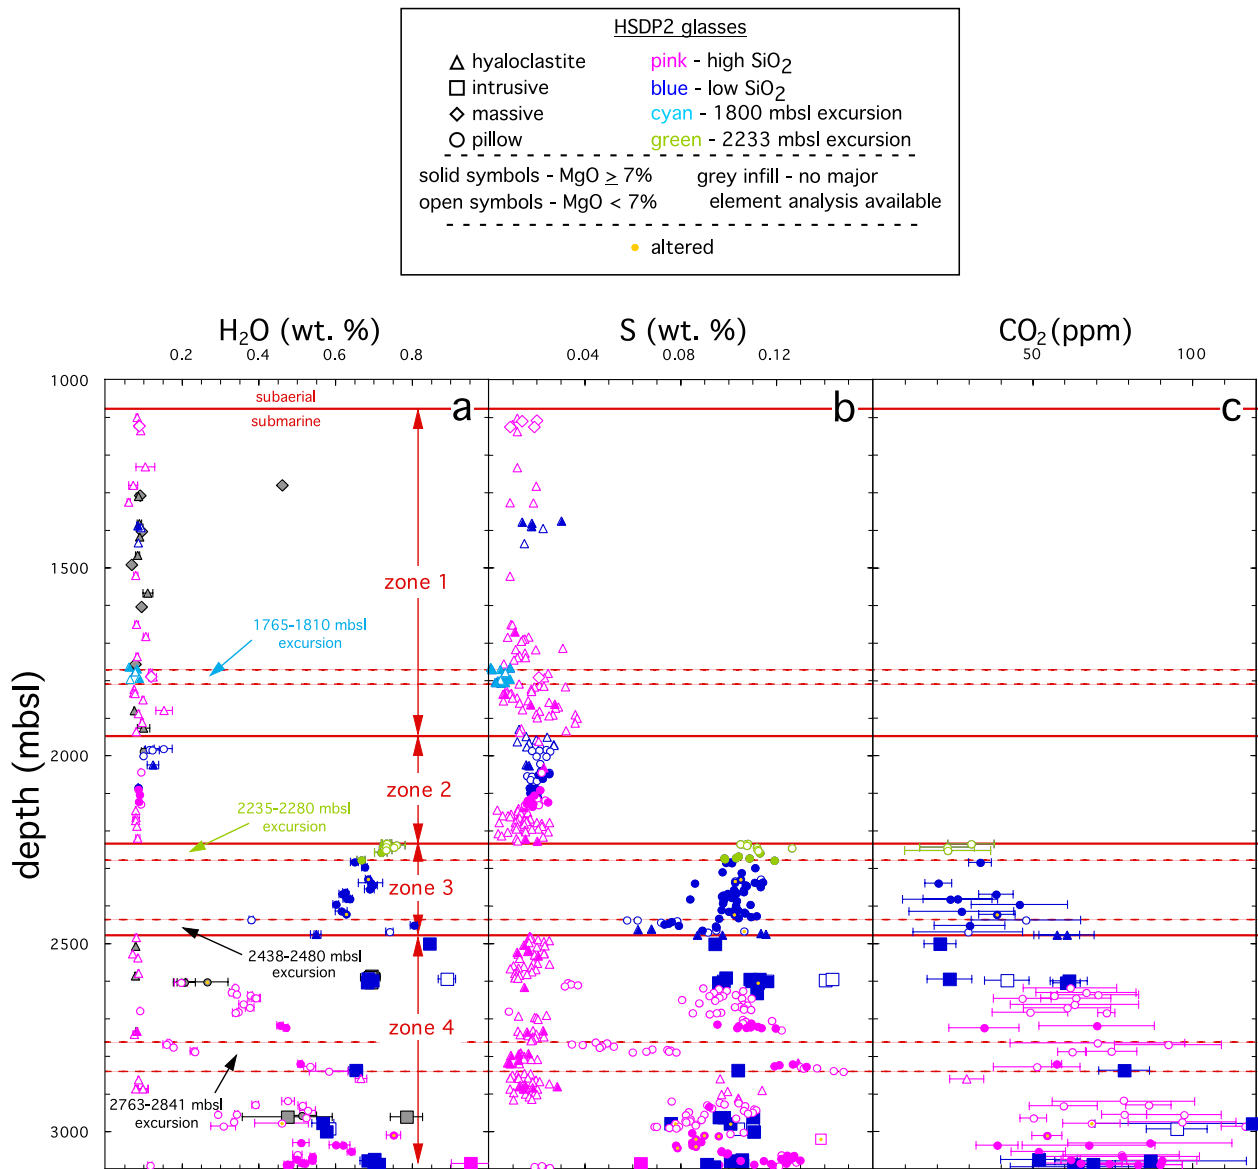 HSDP2 glasses
hyaloclastite
intrusive
massive
pillow
pink - high SiO2
blue - low SiO2
cyan - 1800 mbsl excursion
green - 2233 mbsl excursion
solid symbols - MgO ≥ 7%
open symbols - MgO < 7%
grey infill - no major
element analysis available
altered
H2O (wt. %)
S (wt. %)
CO2 (ppm)
0.2 0.4 0.6 0.8
0.04 0.08 0.12
50 100
1000
subaerial
submarine
a
b
c
1500
zone 1
1765-1810 mbsl
excursion
depth (mbsl)
2000
zone 2
2235-2280 mbsl
excursion
zone 3
2500
2438-2480 mbsl
excursion
zone 4
2763-2841 mbsl
excursion
3000